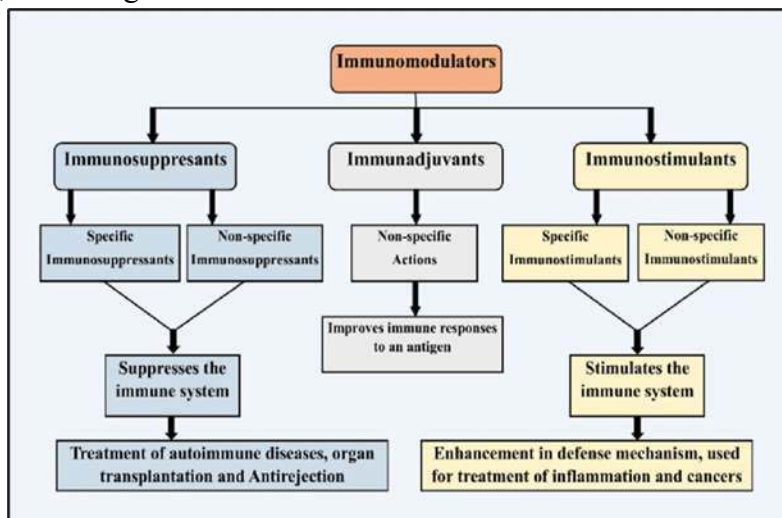 Immunomodulators
Immunosuppresants
Immunadjuvants
Immunostimulants
Specific
Immunosuppressants
Non-specific
Immunosuppressants
Non-specific
Actions
Specific
Immunostimulants
Non-specific
Immunostimulants
Improves immune responses
to an antigen
Suppresses the
immune system
Stimulates the
immune system
Treatment of autoimmune diseases, organ
transplantation and Antirejection
Enhancement in defense mechanism, used
for treatment of inflammation and cancers